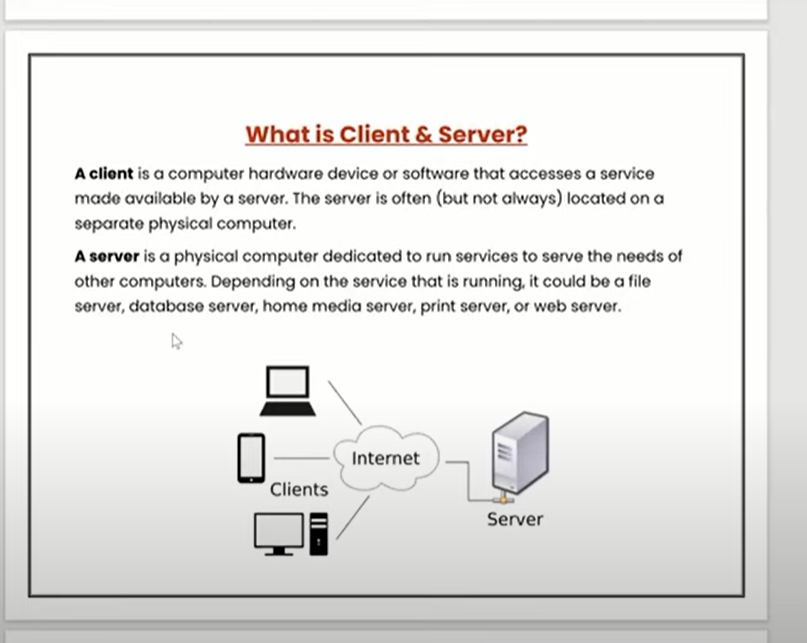 What is Client & Server?
A client is a computer hardware device or software that accesses a service
made available by a server. The server is often (but not always) located on a
separate physical computer.
A server is a physical computer dedicated to run services to serve the needs of
other computers. Depending on the service that is running, it could be a file
server, database server, home media server, print server, or web server.
Internet
Clients
Server